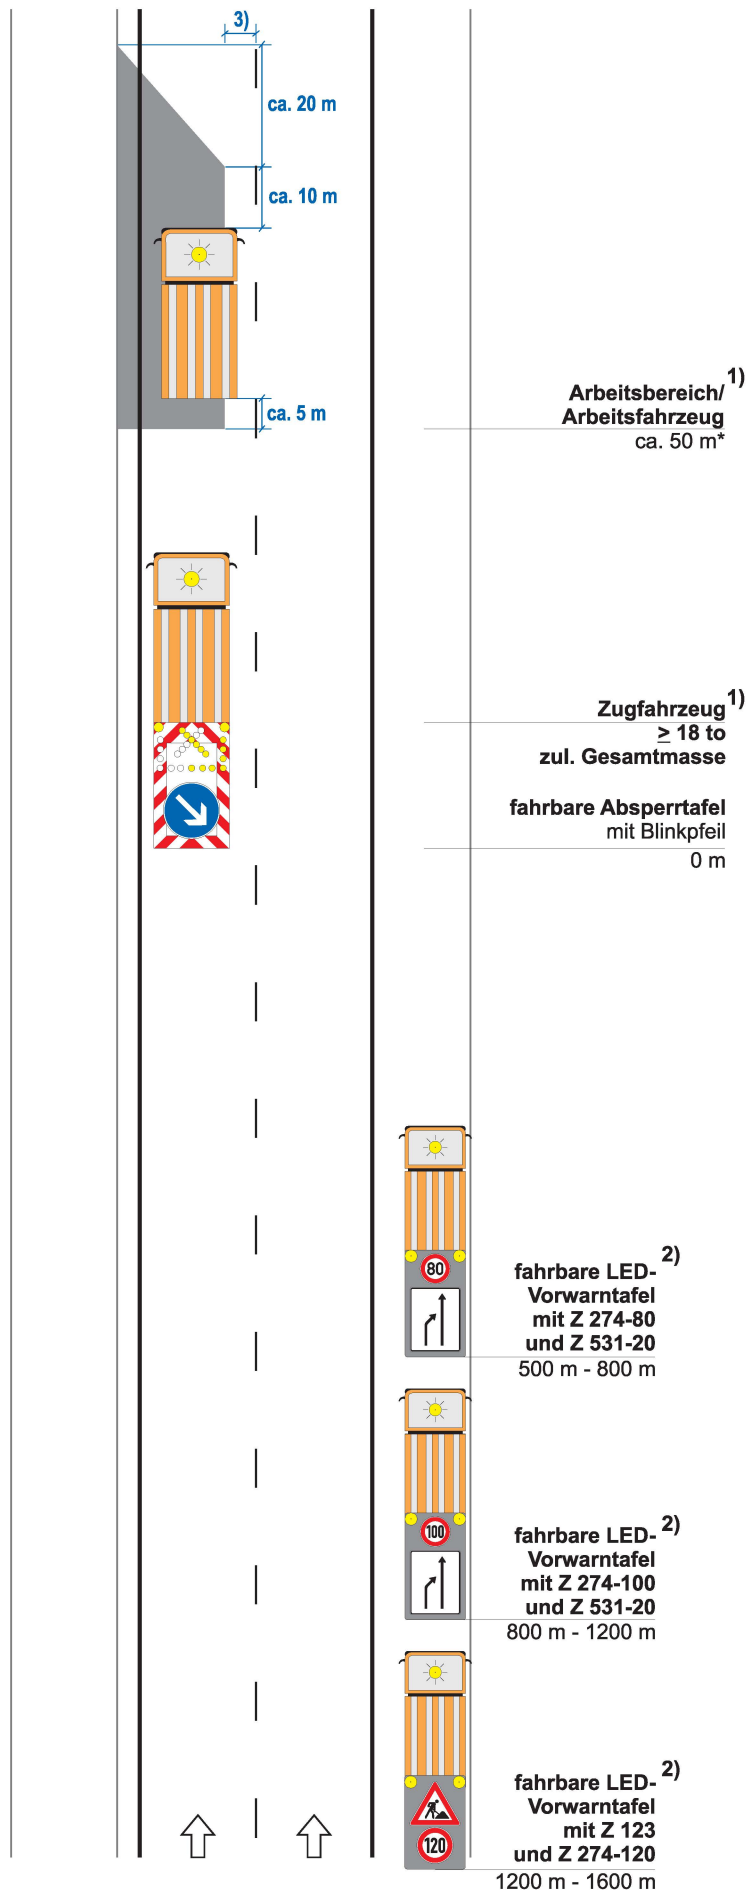 3)
ca. 20 m
ca. 10 m
1)
Arbeitsbereich/
Arbeitsfahrzeug
ca. 5 m
ca. 50 m*
1)
Zugfahrzeug
≥ 18 to
zul. Gesamtmasse
fahrbare Absperrtafel
mit Blinkpfeil
0 m
2)
fahrbare LED-
80
Vorwarntafel
mit Z 274-80
und Z 531-20
500 m - 800 m
2)
fahrbare LED-
100
Vorwarntafel
mit Z 274-100
und Z 531-20
800 m - 1200 m
2)
fahrbare LED-
Vorwarntafel
mit Z 123
120
und Z 274-120
1200 m - 1600 m